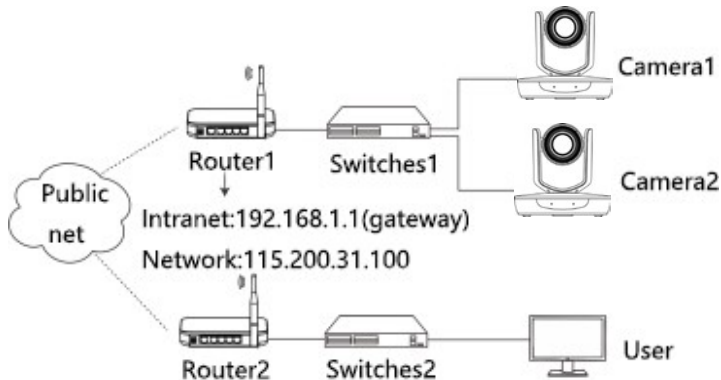 Camera1
Router1
Switches1
Camera2
Public
net
Intranet:192.168.1.1(gateway)
Network:115.200.31.100
Router2
Switches2
User